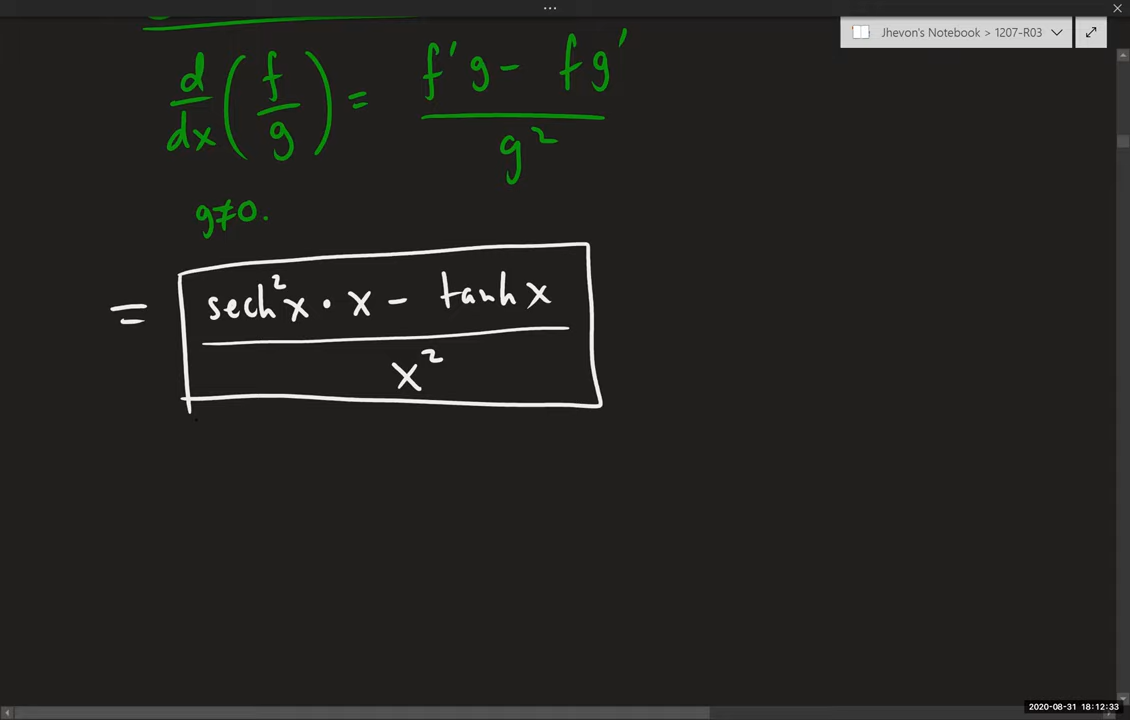 Jhevon's Notebook > 1207-R03
d/dx (f/g) = (f'g - fg')/g²
g≠0.
= (sech²x · x - tanh x)/x²
2020-08-31 18:12:33